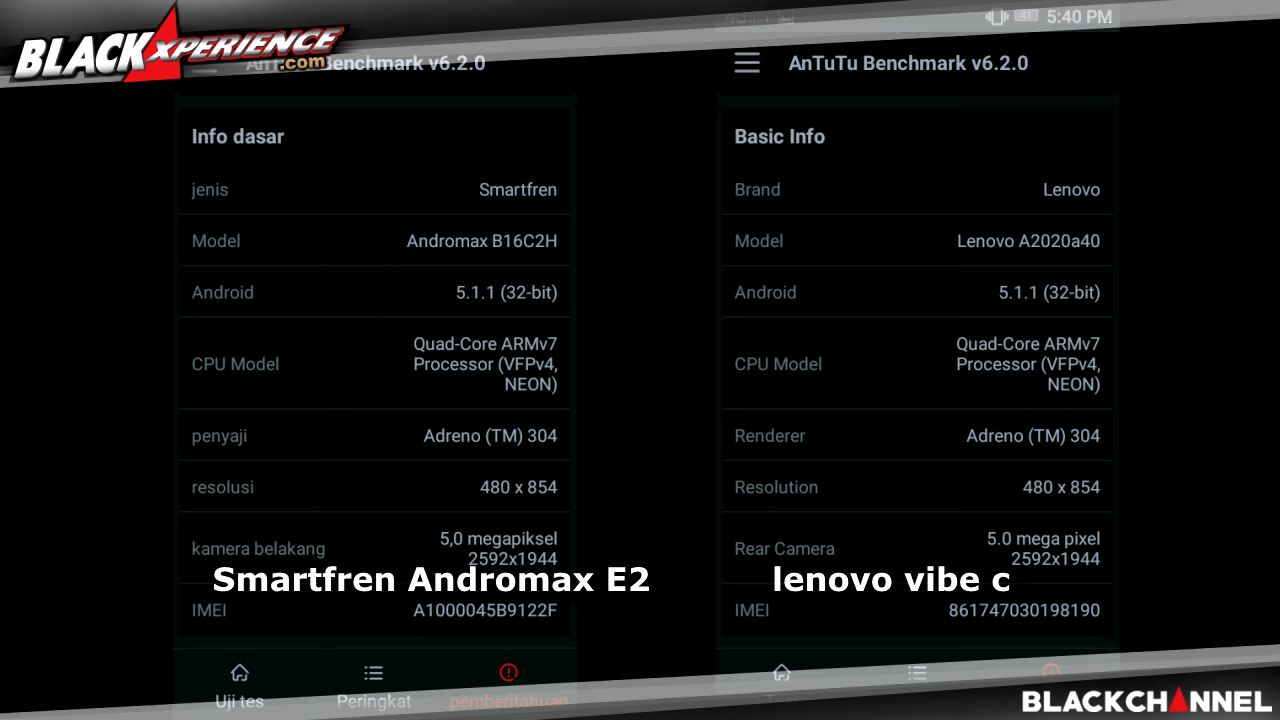 BLACKXPERIENCE
.com
Benchmark v6.2.0
Info dasar
jenis Smartfren
Model Andromax B16C2H
Android 5.1.1 (32-bit)
CPU Model Quad-Core ARMv7
Processor (VFPv4,
NEON)
penyaji Adreno (TM) 304
resolusi 480 x 854
kamera belakang 5,0 megapiksel
2592x1944
Smartfren Andromax E2
IMEI A1000045B9122F
Uji tes Peringkat pemberitahuan
41 5:40 PM
AnTuTu Benchmark v6.2.0
Basic Info
Brand Lenovo
Model Lenovo A2020a40
Android 5.1.1 (32-bit)
CPU Model Quad-Core ARMv7
Processor (VFPv4,
NEON)
Renderer Adreno (TM) 304
Resolution 480 x 854
Rear Camera 5.0 mega pixel
2592x1944
lenovo vibe c
IMEI 861747030198190
BLACKCHANNEL